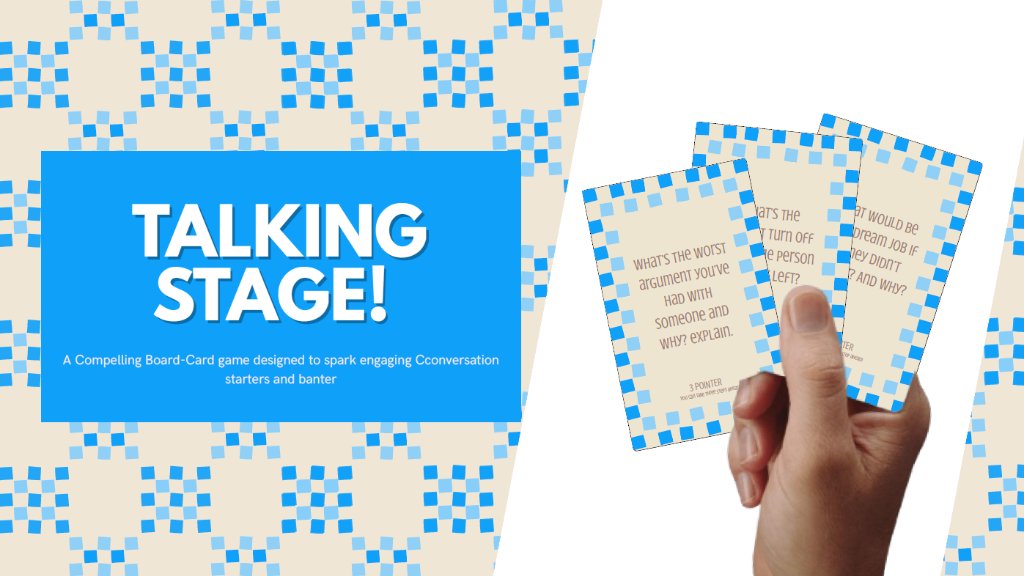 TALKING
STAGE!
A Compelling Board-Card game designed to spark engaging Cconversation
starters and banter
WHAT'S THE WORST
ARGUMENT YOU'VE
HAD WITH
SOMEONE AND
WHY? EXPLAIN.
3 POINTER
THE
TURN OFF
PERSON
LEFT?
WOULD BE
DREAM JOB IF
DIDN'T
? AND WHY?